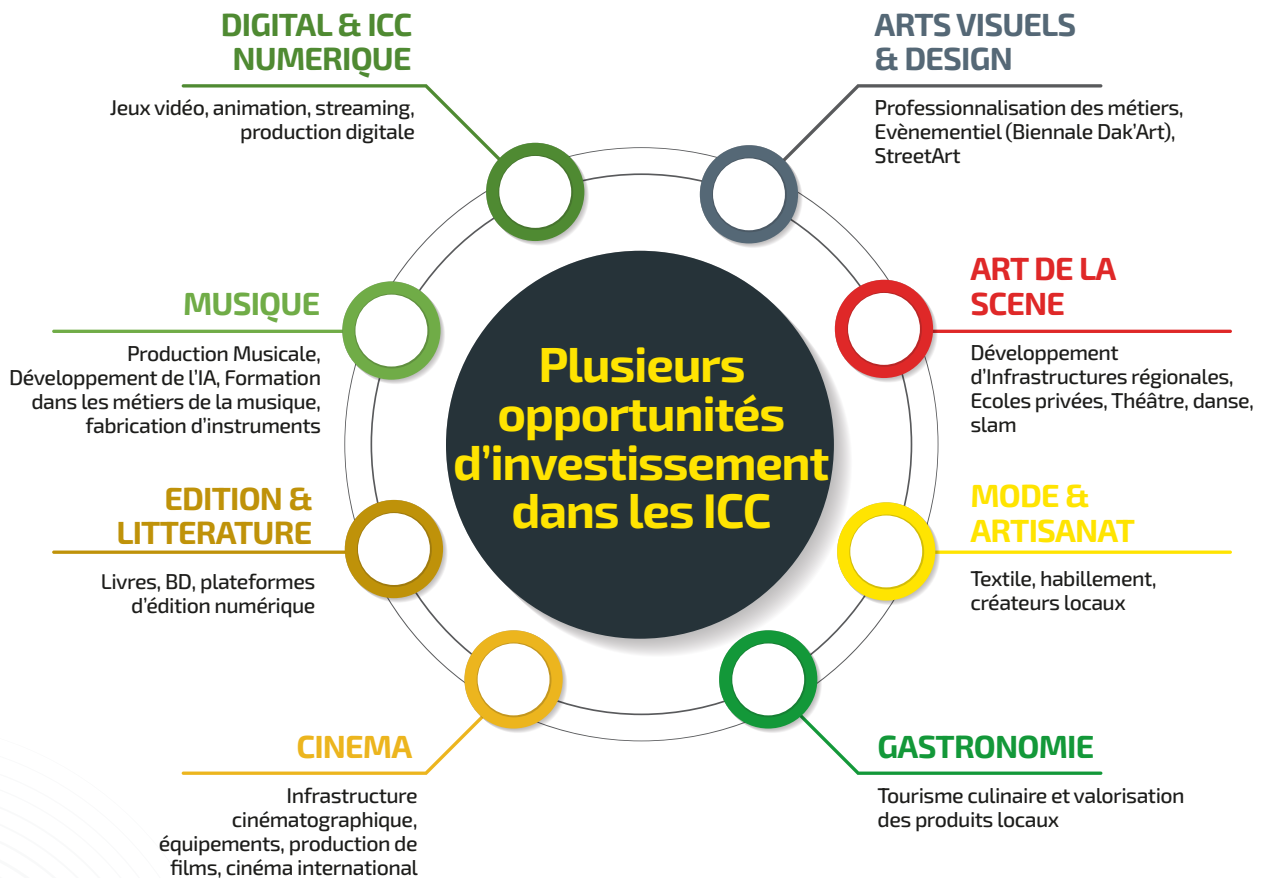 DIGITAL & ICC
NUMERIQUE
Jeux vidéo, animation, streaming,
production digitale
ARTS VISUELS
& DESIGN
Professionnalisation des métiers,
Evènementiel (Biennale Dak’Art),
StreetArt
MUSIQUE
Production Musicale,
Développement de l’IA, Formation
dans les métiers de la musique,
fabrication d’instruments
ART DE LA
SCENE
Développement
d’Infrastructures régionales,
Ecoles privées, Théâtre, danse,
slam
Plusieurs
opportunités
d’investissement
dans les ICC
EDITION &
LITTERATURE
Livres, BD, plateformes
d’édition numérique
MODE &
ARTISANAT
Textile, habillement,
créateurs locaux
CINEMA
Infrastructure
cinématographique,
équipements, production de
films, cinéma international
GASTRONOMIE
Tourisme culinaire et valorisation
des produits locaux